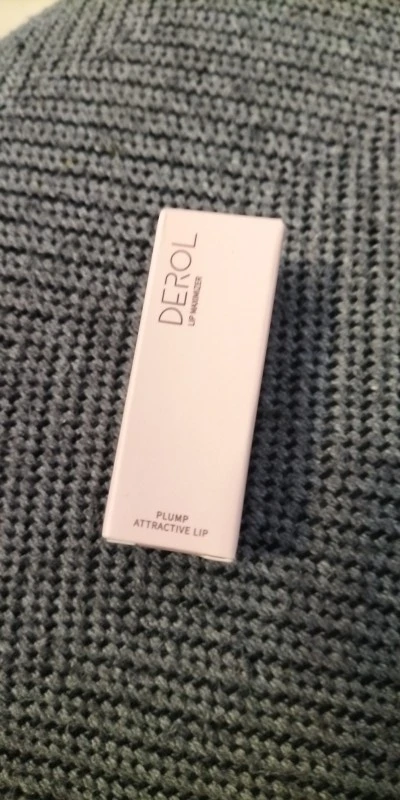 DEROL
LIP MAXIMIZER
PLUMP
ATTRACTIVE LIP